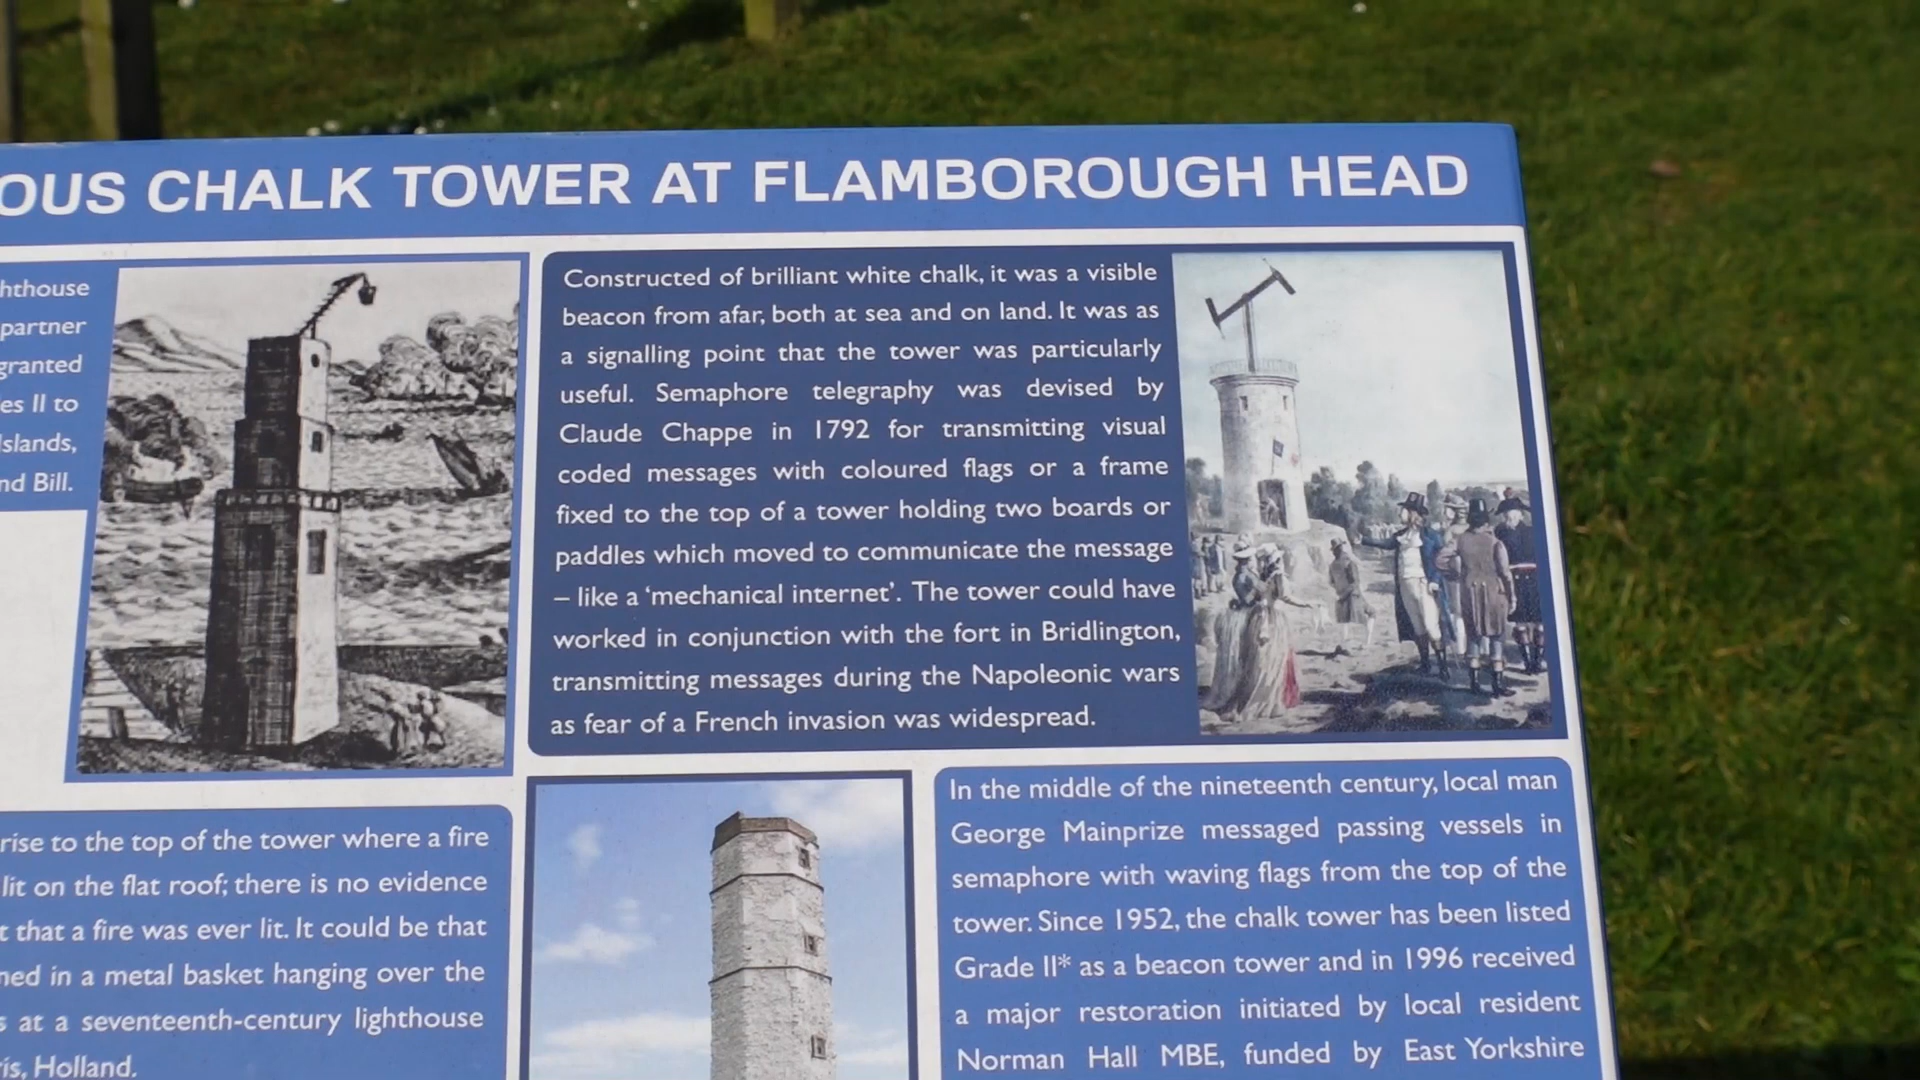 OUS CHALK TOWER AT FLAMBOROUGH HEAD
hthouse
partner
granted
es II to
Islands,
nd Bill.
Constructed of brilliant white chalk, it was a visible
beacon from afar, both at sea and on land. It was as
a signalling point that the tower was particularly
useful. Semaphore telegraphy was devised by
Claude Chappe in 1792 for transmitting visual
coded messages with coloured flags or a frame
fixed to the top of a tower holding two boards or
paddles which moved to communicate the message
– like a ‘mechanical internet’. The tower could have
worked in conjunction with the fort in Bridlington,
transmitting messages during the Napoleonic wars
as fear of a French invasion was widespread.
rise to the top of the tower where a fire
lit on the flat roof; there is no evidence
t that a fire was ever lit. It could be that
ned in a metal basket hanging over the
s at a seventeenth-century lighthouse
ris, Holland.
In the middle of the nineteenth century, local man
George Mainprize messaged passing vessels in
semaphore with waving flags from the top of the
tower. Since 1952, the chalk tower has been listed
Grade II* as a beacon tower and in 1996 received
a major restoration initiated by local resident
Norman Hall MBE, funded by East Yorkshire